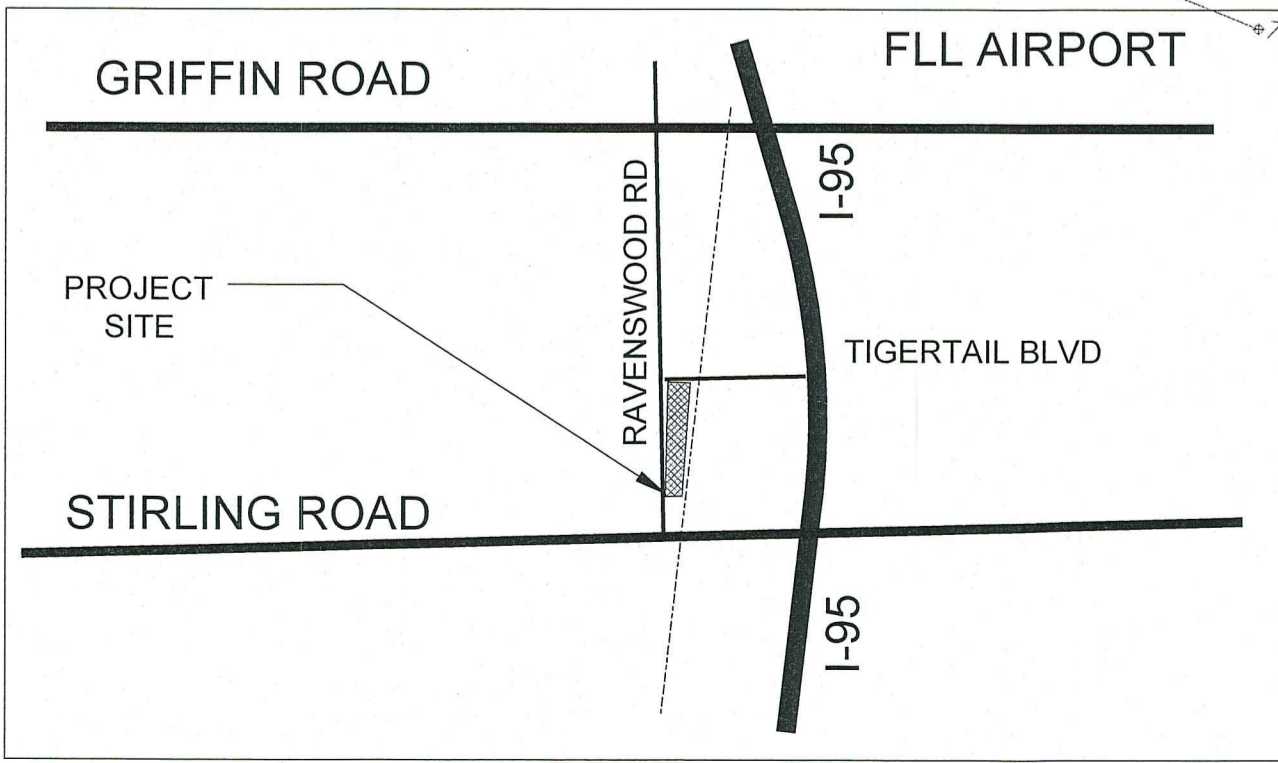 FLL AIRPORT
GRIFFIN ROAD
I-95
RAVENSWOOD RD
PROJECT
SITE
TIGERTAIL BLVD
STIRLING ROAD
I-95